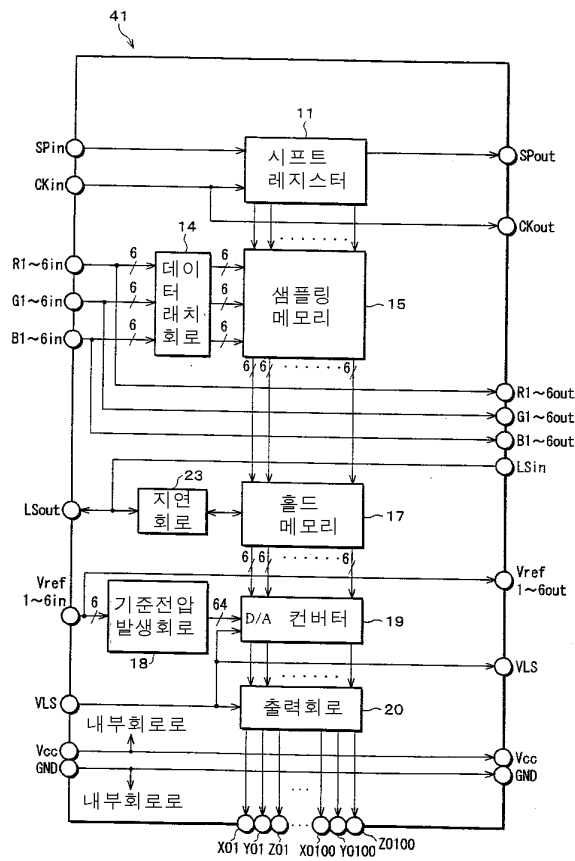 41
11
SPin
시프트
레지스터
SPout
CKin
CKout
14
R1~6in
6
데이
터
래치
회로
6
샘플링
메모리
15
G1~6in
6
6
B1~6in
6
6
6 6 ······· 6
R1~6out
G1~6out
B1~6out
LSin
23
LSout
지연
회로
홀드
메모리
17
6 6 ······· 6
Vref
1~6in
Vref
1~6out
6
기준전압
발생회로
64
D/A 컨버터
19
18
VLS
VLS
출력회로
20
내부회로로
Vcc
Vcc
GND
GND
내부회로로
X01 Y01 Z01 ··· X0100 Y0100 Z0100